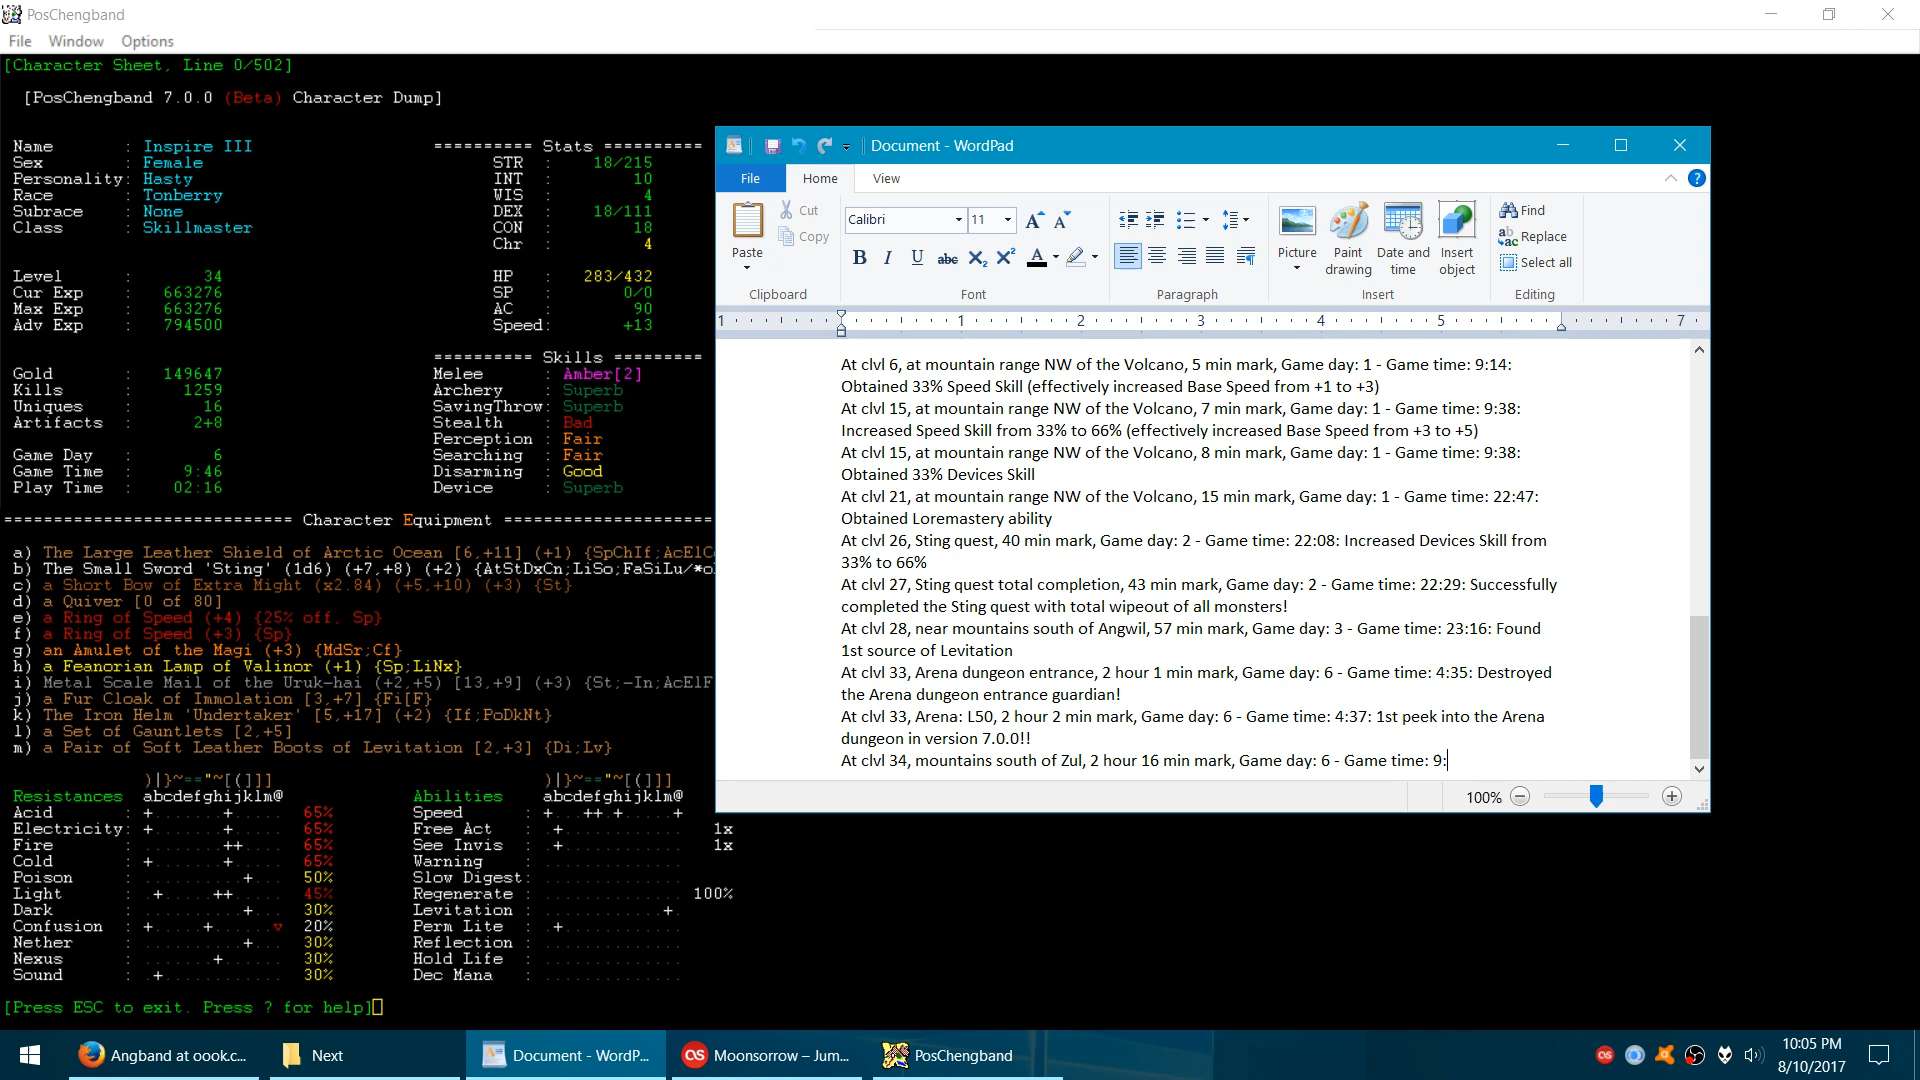 PosChengband
File Window Options
[Character Sheet, Line 0/502]
[PosChengband 7.0.0 (Beta) Character Dump]
Name : Inspire III
Sex : Female
Personality: Hasty
Race : Tonberry
Subrace : None
Class : Skillmaster
========== Stats ==========
STR : 18/215
INT : 10
WIS : 4
DEX : 18/111
CON : 18
Chr : 4
Level : 34
Cur Exp : 663276
Max Exp : 663276
Adv Exp : 794500
HP : 283/432
SP : 0/0
AC : 90
Speed: +13
Gold : 149647
Kills : 1259
Uniques : 16
Artifacts : 2+8
Game Day : 6
Game Time : 9:46
Play Time : 02:16
========== Skills =========
Melee : Amber[2]
Archery : Superb
SavingThrow: Superb
Stealth : Bad
Perception : Fair
Searching : Fair
Disarming : Good
Device : Superb
============================ Character Equipment =====================
a) The Large Leather Shield of Arctic Ocean [6,+11] (+1) {SpChIf;AcElC
b) The Small Sword 'Sting' (1d6) (+7,+8) (+2) {AtStDxCn;LiSo;FaSiLu/*o
c) a Short Bow of Extra Might (x2.84) (+5,+10) (+3) {St}
d) a Quiver [0 of 80]
e) a Ring of Speed (+4) {25% off, Sp}
f) a Ring of Speed (+3) {Sp}
g) an Amulet of the Magi (+3) {MdSr;Cf}
h) a Feanorian Lamp of Valinor (+1) {Sp;LiNx}
i) Metal Scale Mail of the Uruk-hai (+2,+5) [13,+9] (+3) {St;-In;AcElF
j) a Fur Cloak of Immolation [3,+7] {Fi[F}
k) The Iron Helm 'Undertaker' [5,+17] (+2) {If;PoDkNt}
l) a Set of Gauntlets [2,+5]
m) a Pair of Soft Leather Boots of Levitation [2,+3] {Di;Lv}
)|}~=="~[(]]]
Resistances abcdefghijklm@
Acid : +.......+..... 65%
Electricity: +.......+..... 65%
Fire : ........++.... 65%
Cold : +.......+..... 65%
Poison : ..........+... 50%
Light : .+.....++..... 45%
Dark : ..........+... 30%
Confusion : +.....+......v 20%
Nether : ..........+... 30%
Nexus : .......+...... 30%
Sound : .+............ 30%
)|}~=="~[(]]]
Abilities abcdefghijklm@
Speed : +...++.+.....+
Free Act : .+............ 1x
See Invis : .+............ 1x
Warning : ..............
Slow Digest: ..............
Regenerate : .............. 100%
Levitation : ............+.
Perm Lite : .+............
Reflection : ..............
Hold Life : ..............
Dec Mana : ..............
[Press ESC to exit. Press ? for help]
Document - WordPad
File Home View
Paste
Cut
Copy
Clipboard
Calibri 11
B I U abc X2 X2 A
Font
Paragraph
Picture
Paint drawing
Date and time
Insert object
Insert
Find
Replace
Select all
Editing
1 1 2 3 4 5 7
At clvl 6, at mountain range NW of the Volcano, 5 min mark, Game day: 1 - Game time: 9:14:
Obtained 33% Speed Skill (effectively increased Base Speed from +1 to +3)
At clvl 15, at mountain range NW of the Volcano, 7 min mark, Game day: 1 - Game time: 9:38:
Increased Speed Skill from 33% to 66% (effectively increased Base Speed from +3 to +5)
At clvl 15, at mountain range NW of the Volcano, 8 min mark, Game day: 1 - Game time: 9:38:
Obtained 33% Devices Skill
At clvl 21, at mountain range NW of the Volcano, 15 min mark, Game day: 1 - Game time: 22:47:
Obtained Loremastery ability
At clvl 26, Sting quest, 40 min mark, Game day: 2 - Game time: 22:08: Increased Devices Skill from
33% to 66%
At clvl 27, Sting quest total completion, 43 min mark, Game day: 2 - Game time: 22:29: Successfully
completed the Sting quest with total wipeout of all monsters!
At clvl 28, near mountains south of Angwil, 57 min mark, Game day: 3 - Game time: 23:16: Found
1st source of Levitation
At clvl 33, Arena dungeon entrance, 2 hour 1 min mark, Game day: 6 - Game time: 4:35: Destroyed
the Arena dungeon entrance guardian!
At clvl 33, Arena: L50, 2 hour 2 min mark, Game day: 6 - Game time: 4:37: 1st peek into the Arena
dungeon in version 7.0.0!!
At clvl 34, mountains south of Zul, 2 hour 16 min mark, Game day: 6 - Game time: 9:
100%
Angband at oook.c...
Next
Document - WordP...
Moonsorrow – Jum...
PosChengband
10:05 PM
8/10/2017